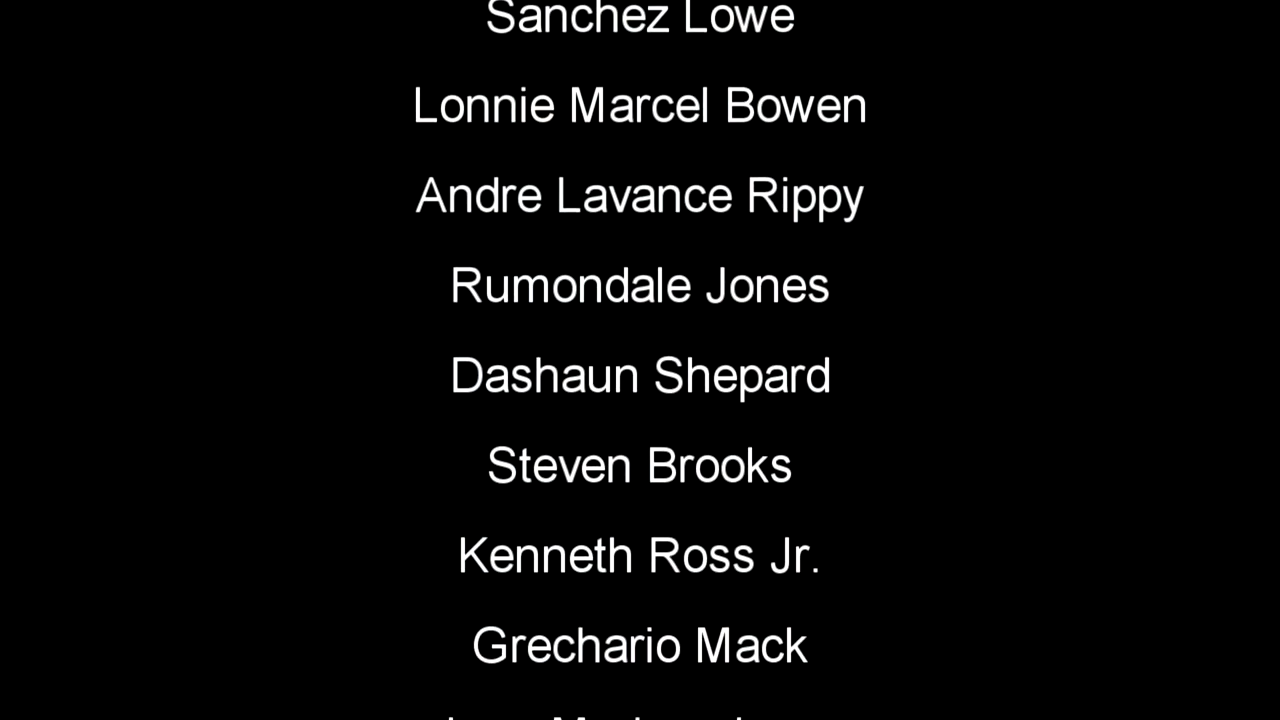 Sanchez Lowe
Lonnie Marcel Bowen
Andre Lavance Rippy
Rumondale Jones
Dashaun Shepard
Steven Brooks
Kenneth Ross Jr.
Grechario Mack